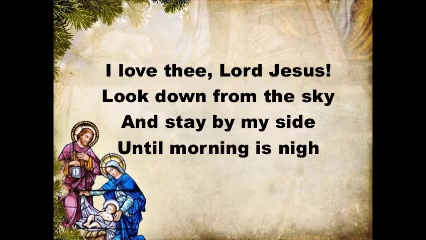 I love thee, Lord Jesus!
Look down from the sky
And stay by my side
Until morning is nigh